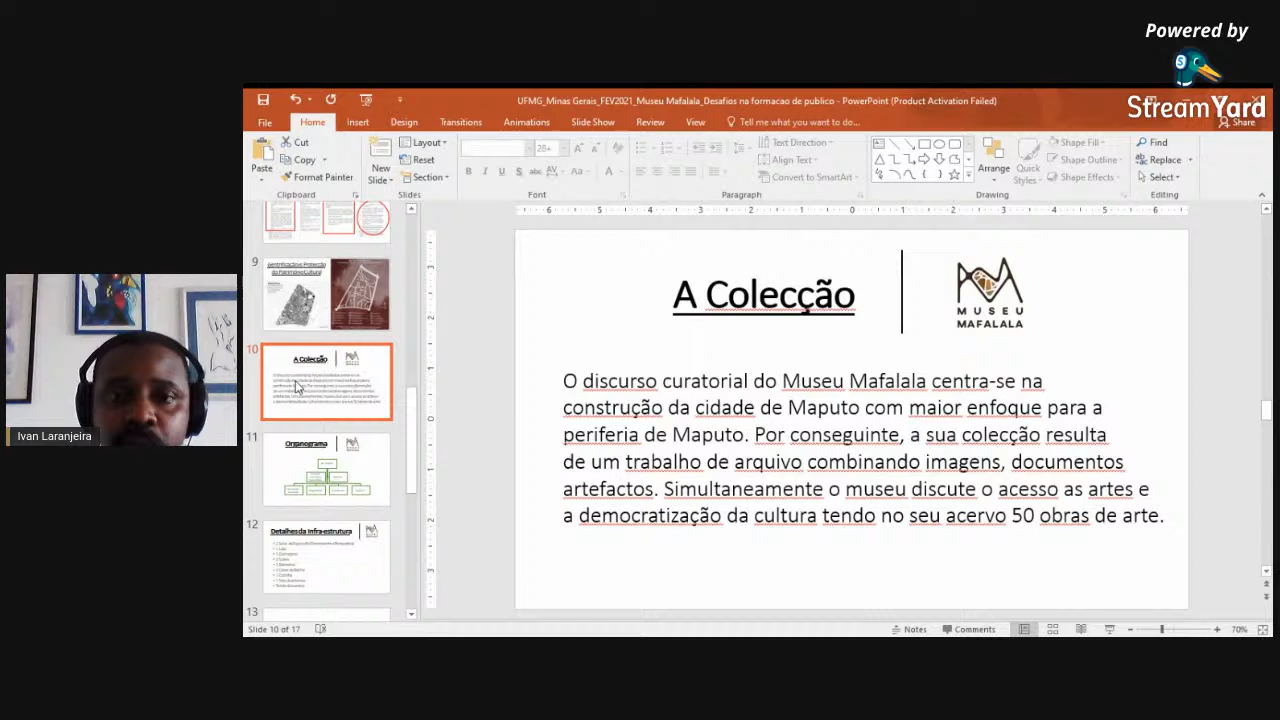 Powered by
StreamYard
UFMG_Minas Gerais_FEV2021_Museu Mafalala_Desafios na formacao de publico - PowerPoint (Product Activation Failed)
File Home Insert Design Transitions Animations Slide Show Review View Tell me what you want to do... Share
Paste
Cut
Copy
Format Painter
Clipboard
New Slide
Layout
Reset
Section
Slides
28+
Font
Text Direction
Align Text
Convert to SmartArt
Paragraph
Arrange
Quick Styles
Shape Fill
Shape Outline
Shape Effects
Drawing
Find
Replace
Select
Editing
9
10
A Colecção
11
Organograma
12
Detalhes da Infra-estrutura
13
A Colecção
MUSEU
MAFALALA
O discurso curatorial do Museu Mafalala centra-se na
construção da cidade de Maputo com maior enfoque para a
periferia de Maputo. Por conseguinte, a sua colecção resulta
de um trabalho de arquivo combinando imagens, documentos
artefactos. Simultaneamente o museu discute o acesso as artes e
a democratização da cultura tendo no seu acervo 50 obras de arte.
Ivan Laranjeira
Slide 10 of 17
Notes
Comments
70%